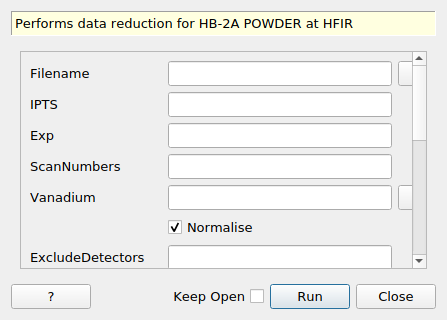 Performs data reduction for HB-2A POWDER at HFIR
Filename
IPTS
Exp
ScanNumbers
Vanadium
Normalise
ExcludeDetectors
? Keep Open Run Close